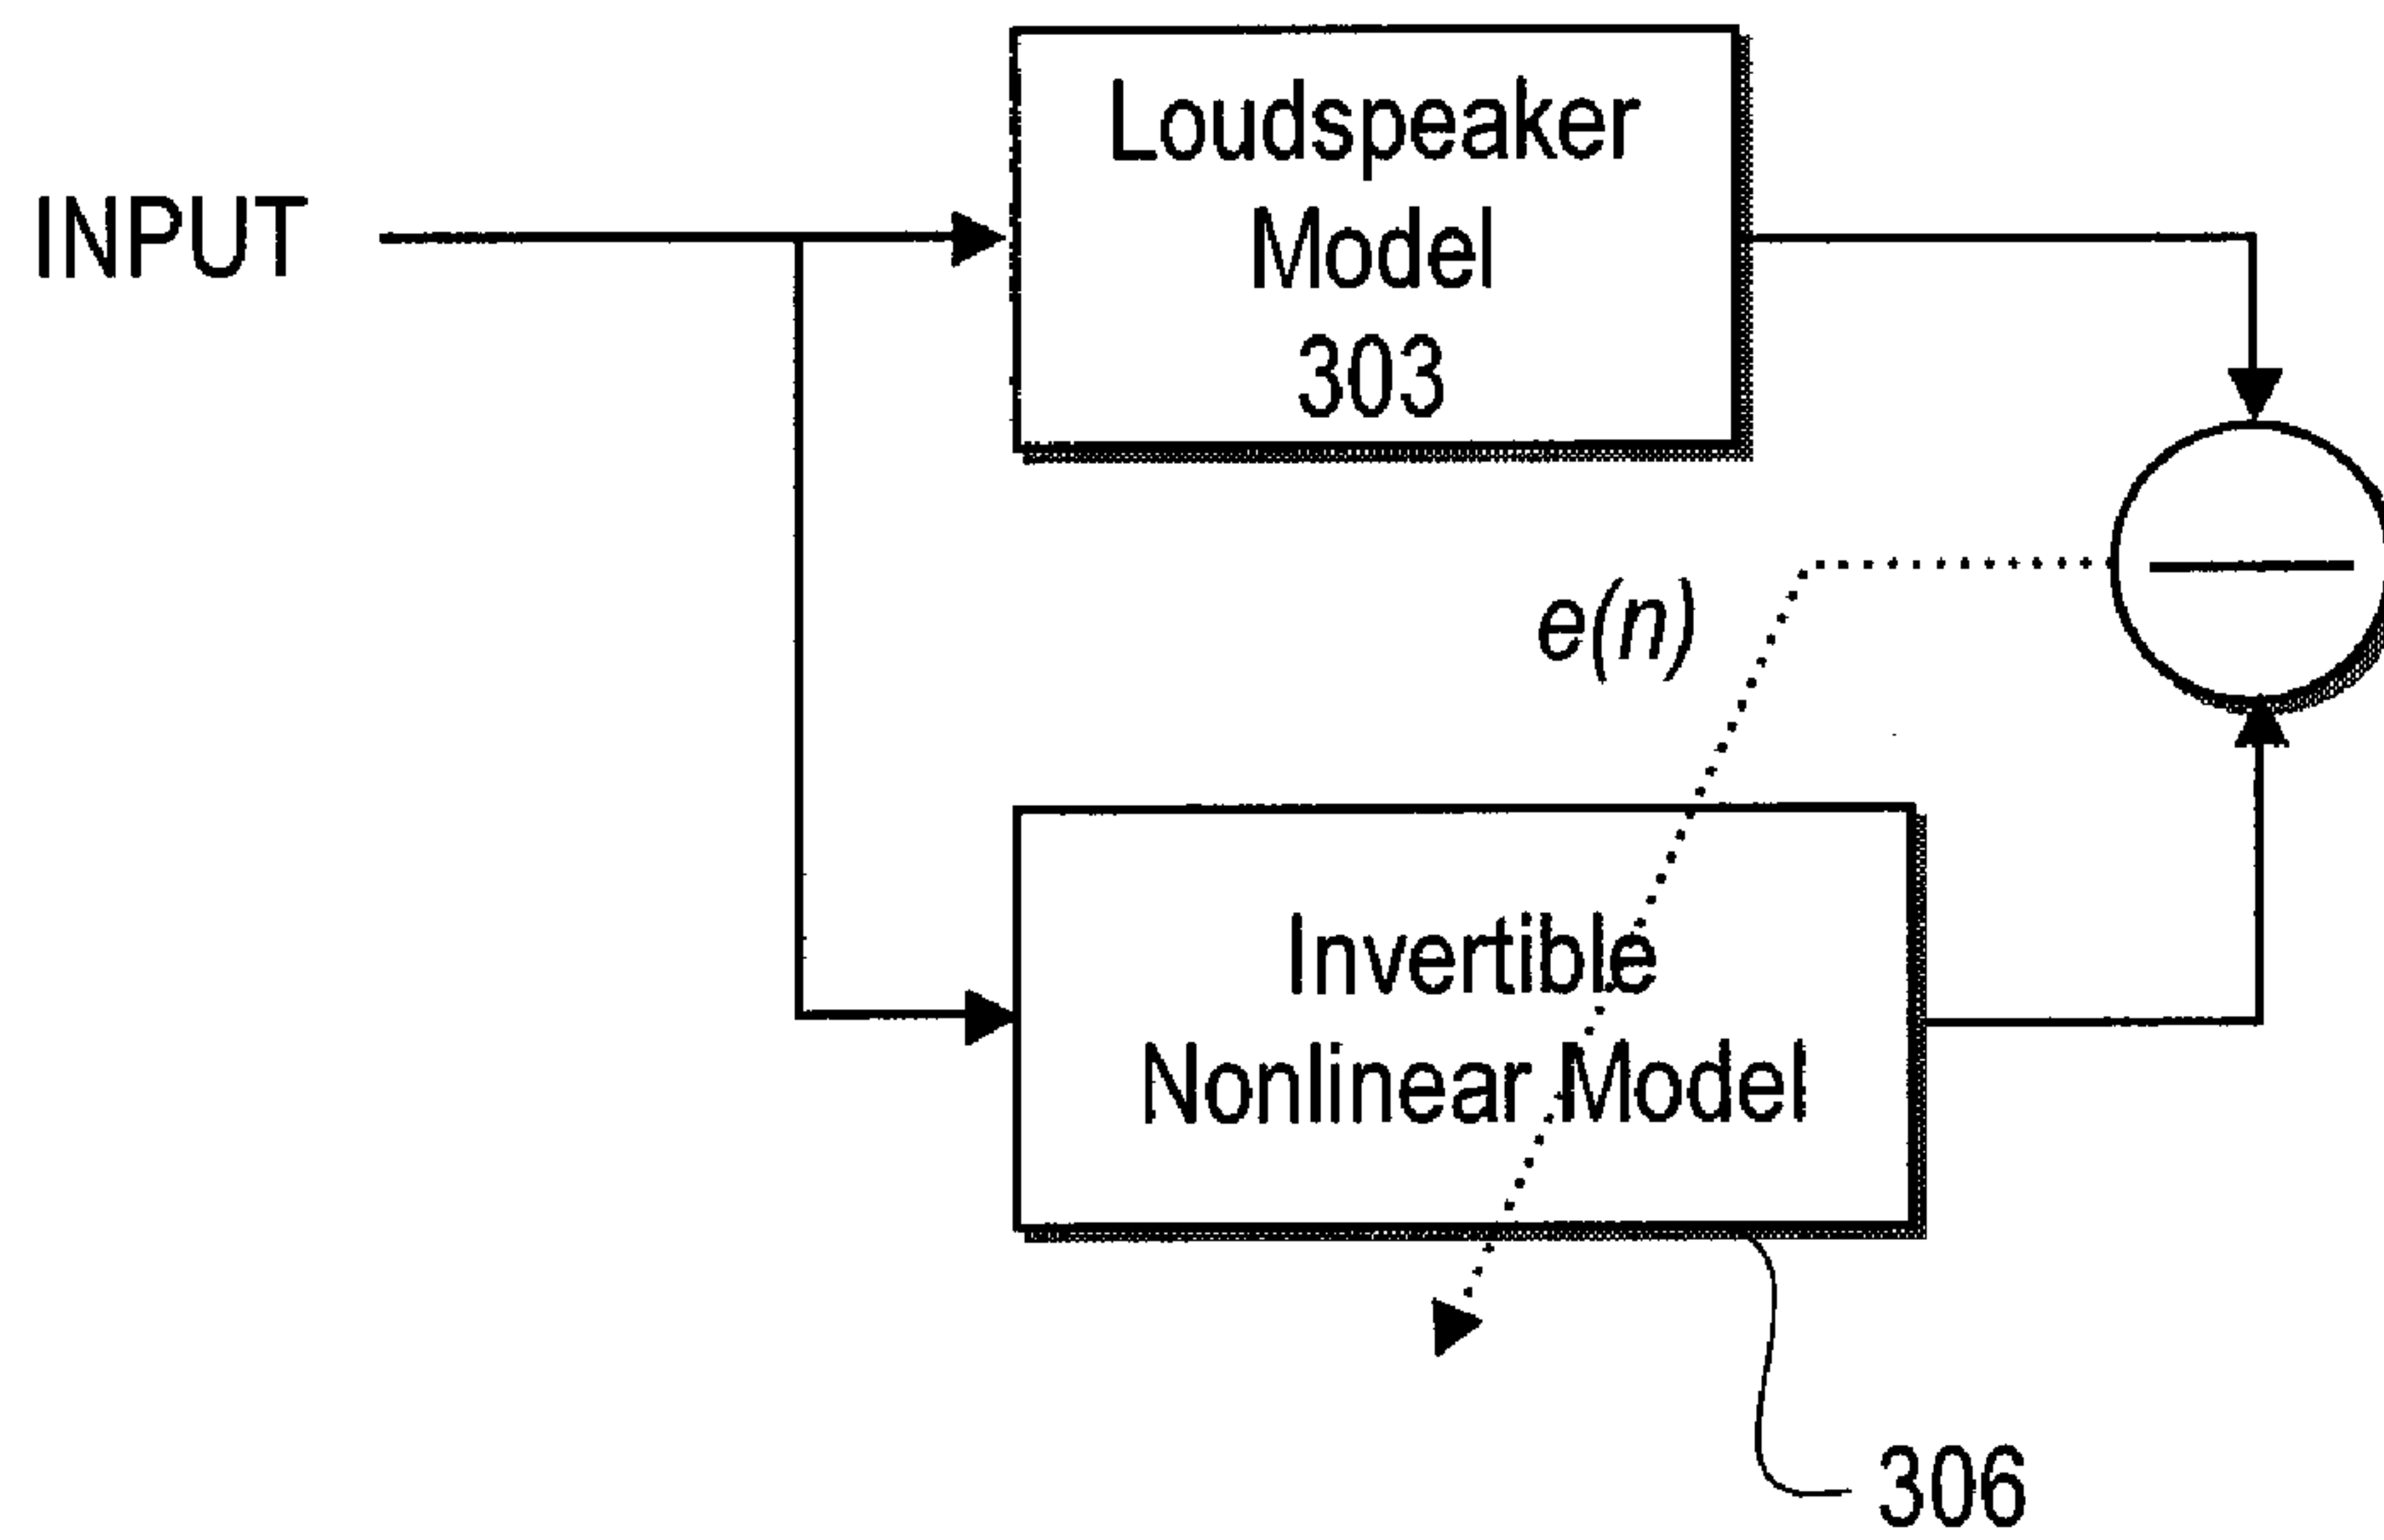 INPUT
Loudspeaker
Model
303
e(n)
Invertible
Nonlinear Model
306